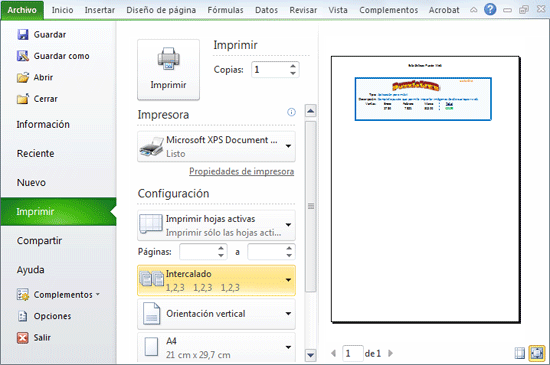 Archivo Inicio Insertar Diseño de página Fórmulas Datos Revisar Vista Complementos Acrobat
Guardar
Guardar como
Abrir
Cerrar
Información
Reciente
Nuevo
Imprimir
Compartir
Ayuda
Complementos
Opciones
Salir
Imprimir
Imprimir
Copias: 1
Impresora
Microsoft XPS Document ...
Listo
Propiedades de impresora
Configuración
Imprimir hojas activas
Imprimir sólo las hojas acti...
Páginas: a
Intercalado
1,2,3 1,2,3 1,2,3
Orientación vertical
A4
21 cm x 29,7 cm
1 de 1